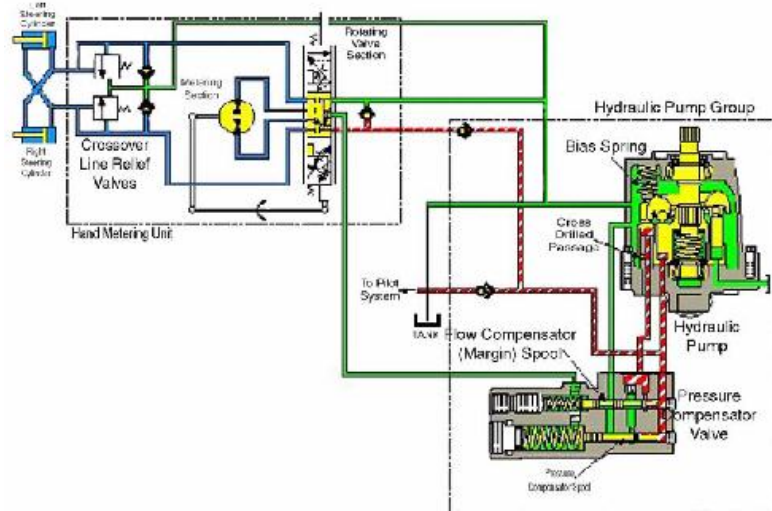 Left
Steering
Cylinder
Rotating
Valve
Section
Metering
Section
Hydraulic Pump Group
Bias Spring
Crossover
Line Relief
Valves
Right
Steering
Cylinder
Cross
Drilled
Passage
Hand Metering Unit
To Pilot
System
TANK
Hydraulic
Pump
Flow Compensator
(Margin) Spool
Pressure
Compensator
Valve
Pressure
Compensator Spool